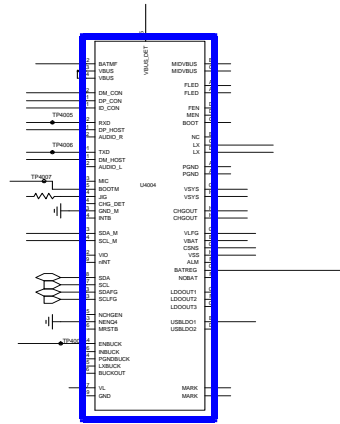 VBUS_DET
BATMF
VBUS
VBUS
DM_CON
DP_CON
ID_CON
TP4005
RXD
DP_HOST
AUDIO_R
TP4006
TXD
DM_HOST
AUDIO_L
TP4007
MIC
BOOTM
JIG
CHG_DET
GND_M
INTB
SDA_M
SCL_M
VIO
nINT
SDA
SCL
SDAFG
SCLFG
NCHGEN
NENQ4
MRSTB
ENBUCK
INBUCK
PGNDBUCK
LXBUCK
BUCKOUT
VL
GND
U4004
MIDVBUS
MIDVBUS
FLED
FLED
FEN
MEN
BOOT
NC
LX
LX
PGND
PGND
VSYS
VSYS
CHGOUT
CHGOUT
VLFG
VBAT
CSNS
VSS
ALM
BATREG
NOBAT
LDOOUT1
LDOOUT2
LDOOUT3
USBLDO1
USBLDO2
MARK
MARK